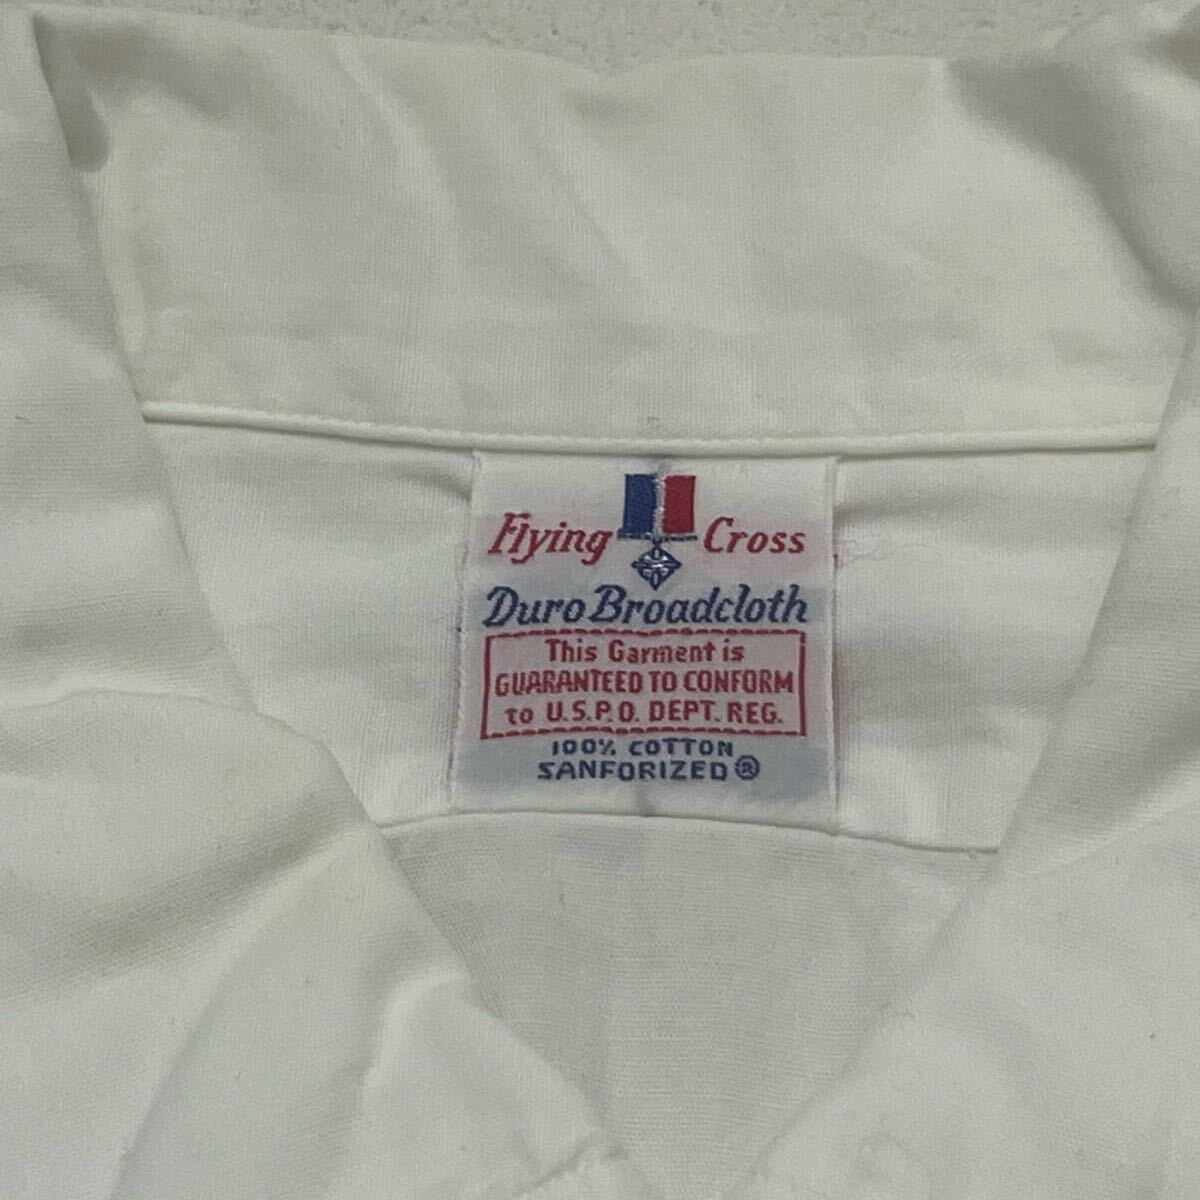 Flying Cross
Duro Broadcloth
This Garment is
GUARANTEED TO CONFORM
to U.S.P.O. DEPT. REG.
100% COTTON
SANFORIZED ®